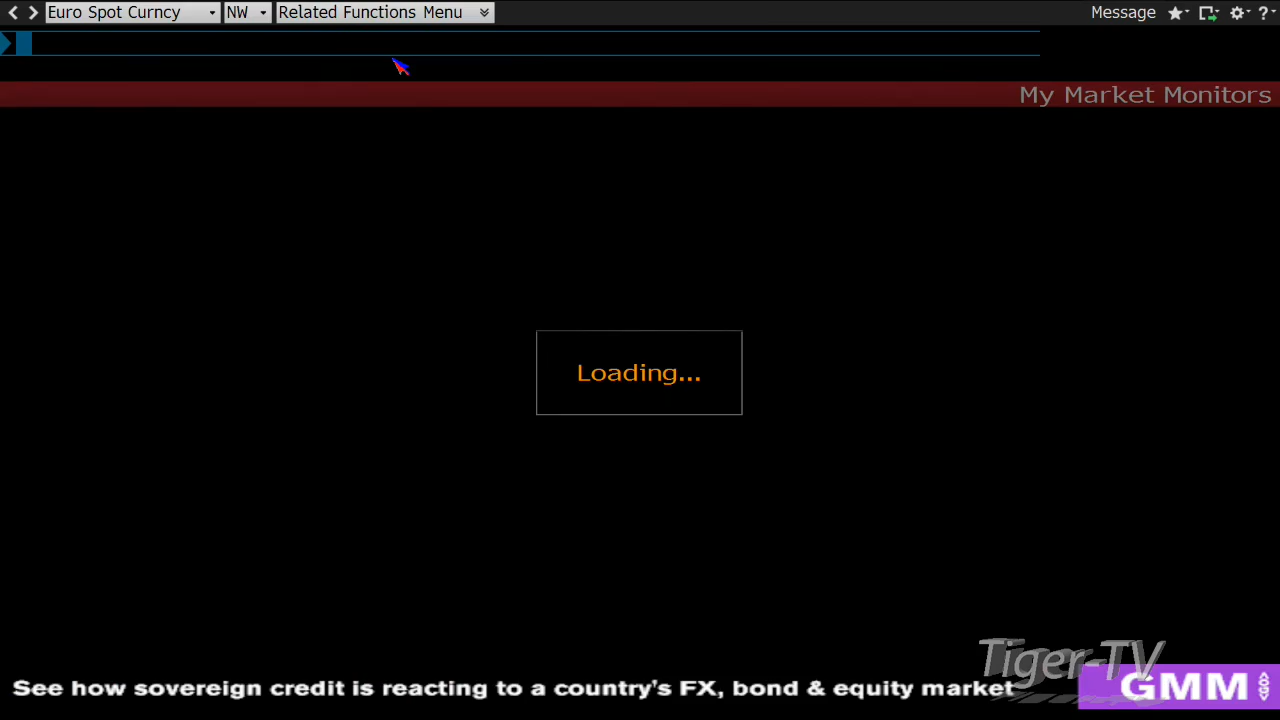 Euro Spot Curncy NW Related Functions Menu Message ?
My Market Monitors
Loading...
Tiger-TV
See how sovereign credit is reacting to a country's FX, bond & equity market GMM